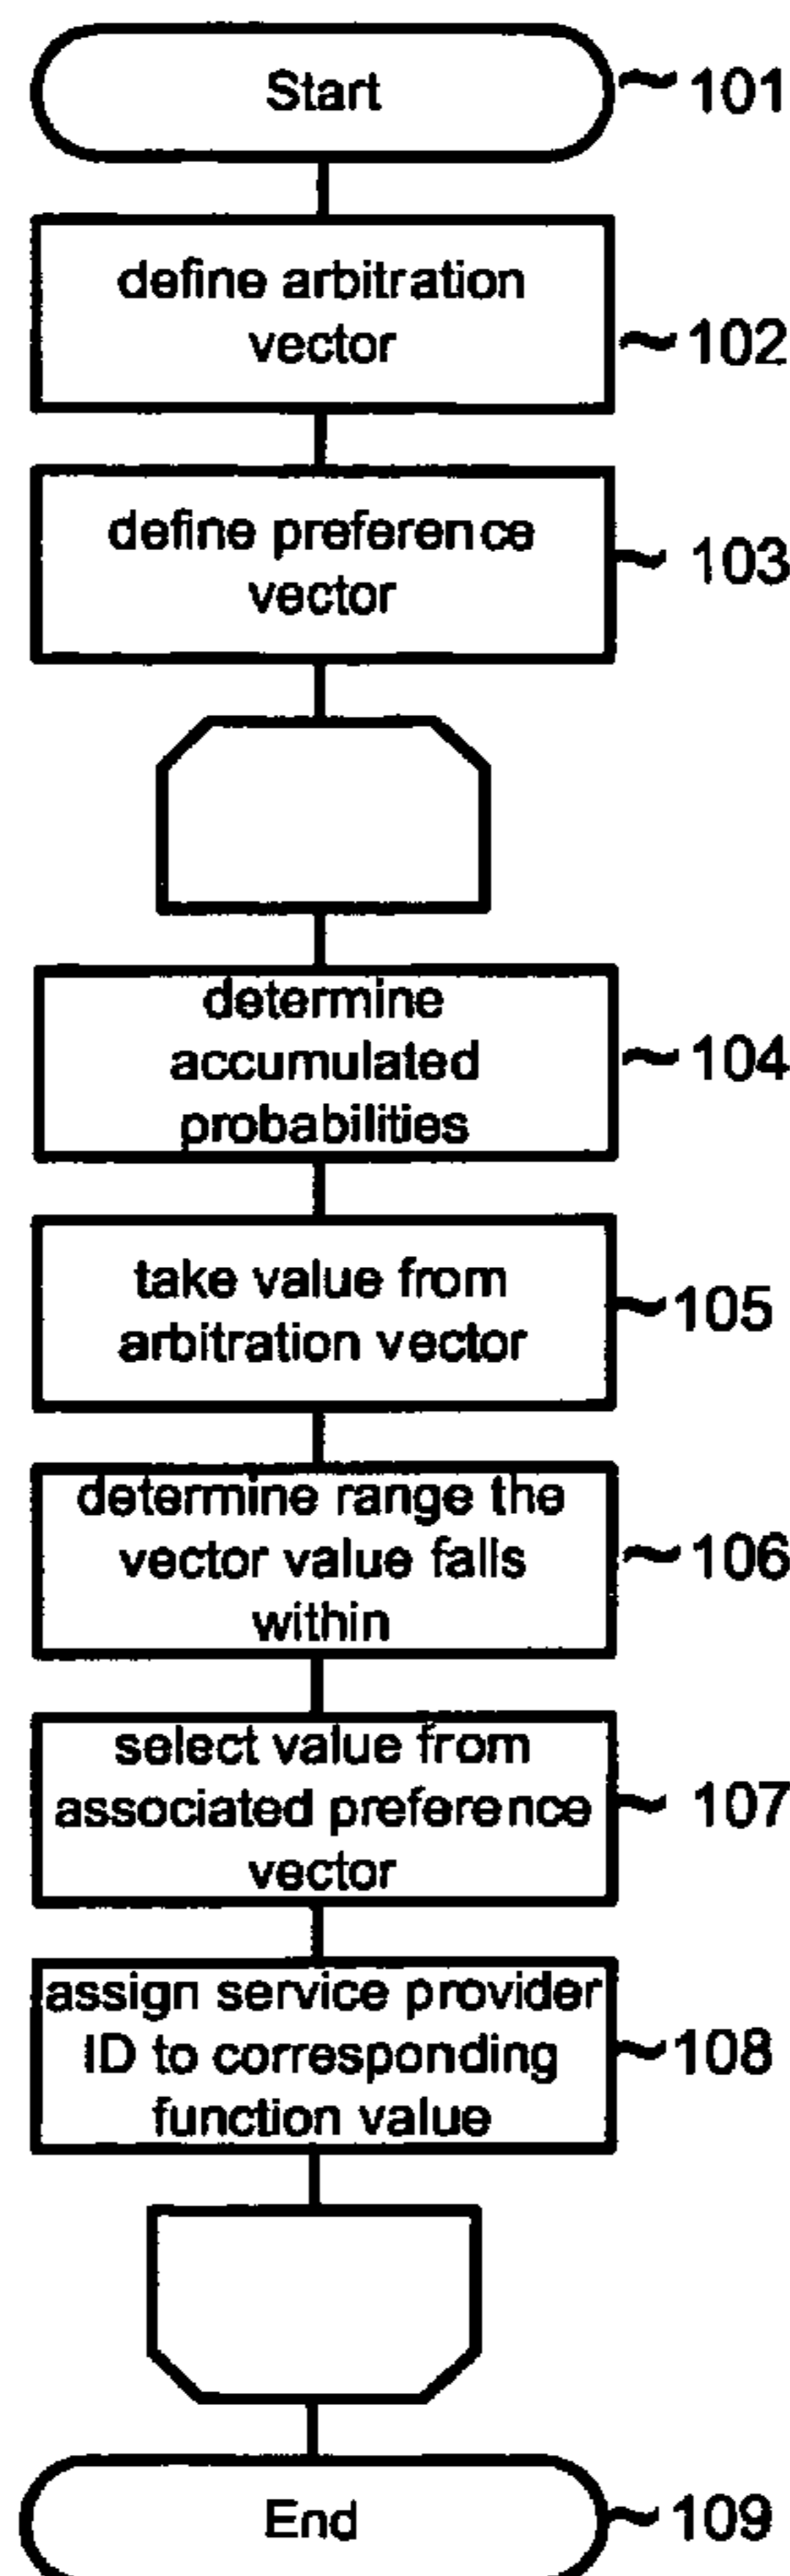 Start
~101
define arbitration
vector
~102
define preference
vector
~103
determine
accumulated
probabilities
~104
take value from
arbitration vector
~105
determine range the
vector value falls
within
~106
select value from
associated preference
vector
~107
assign service provider
ID to corresponding
function value
~108
End
~109